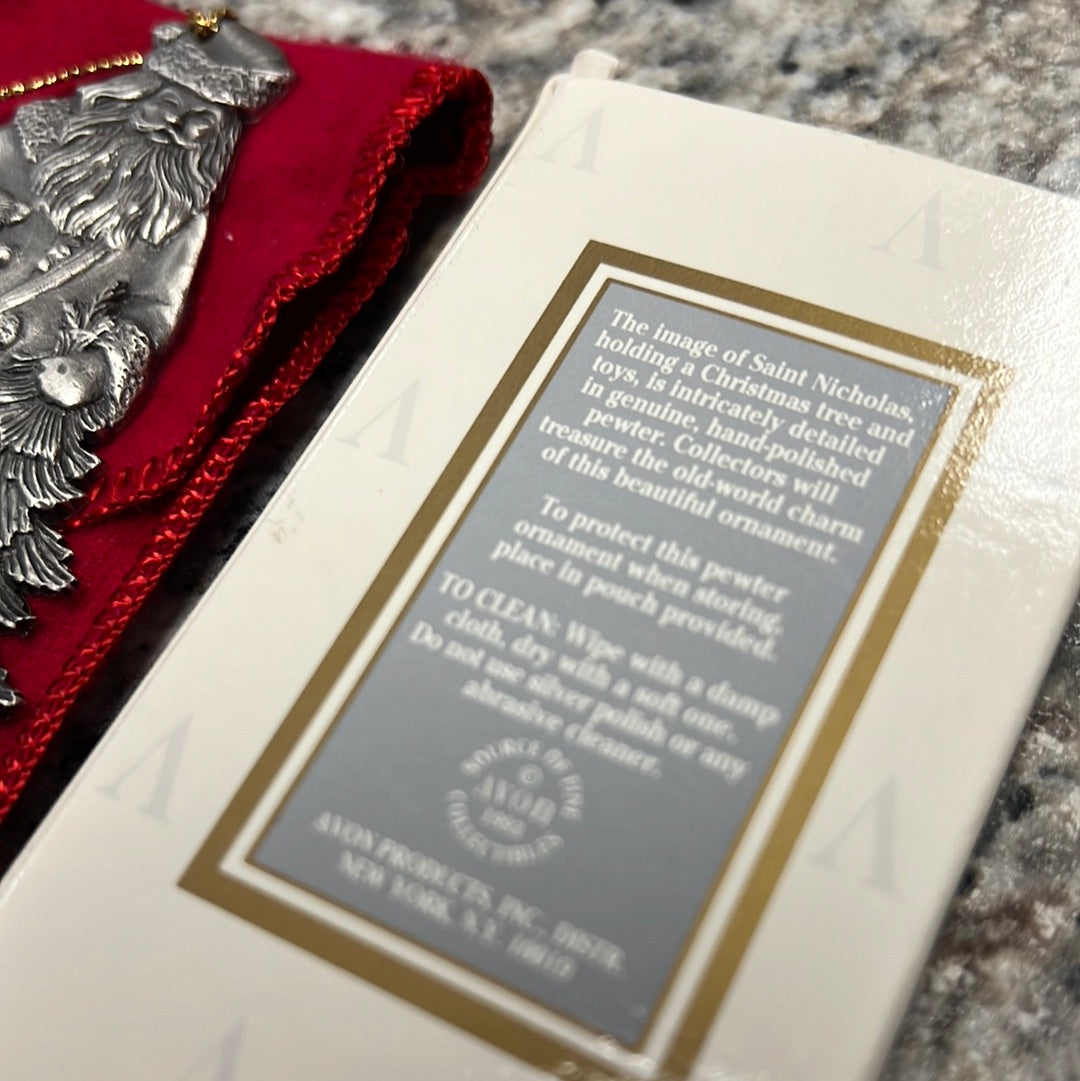 The image of Saint Nicholas,
holding a Christmas tree and
toys, is intricately detailed
in genuine, hand-polished
pewter. Collectors will
treasure the old-world charm
of this beautiful ornament.
To protect this pewter
ornament when storing,
place in pouch provided.
TO CLEAN: Wipe with a damp
cloth, dry with a soft one.
Do not use silver polish or any
abrasive cleaner.
SOURCE OF FINE
©
AVON
COLLECTIBLES
AVON PRODUCTS, INC., DISTR.
NEW YORK, N.Y. 10019